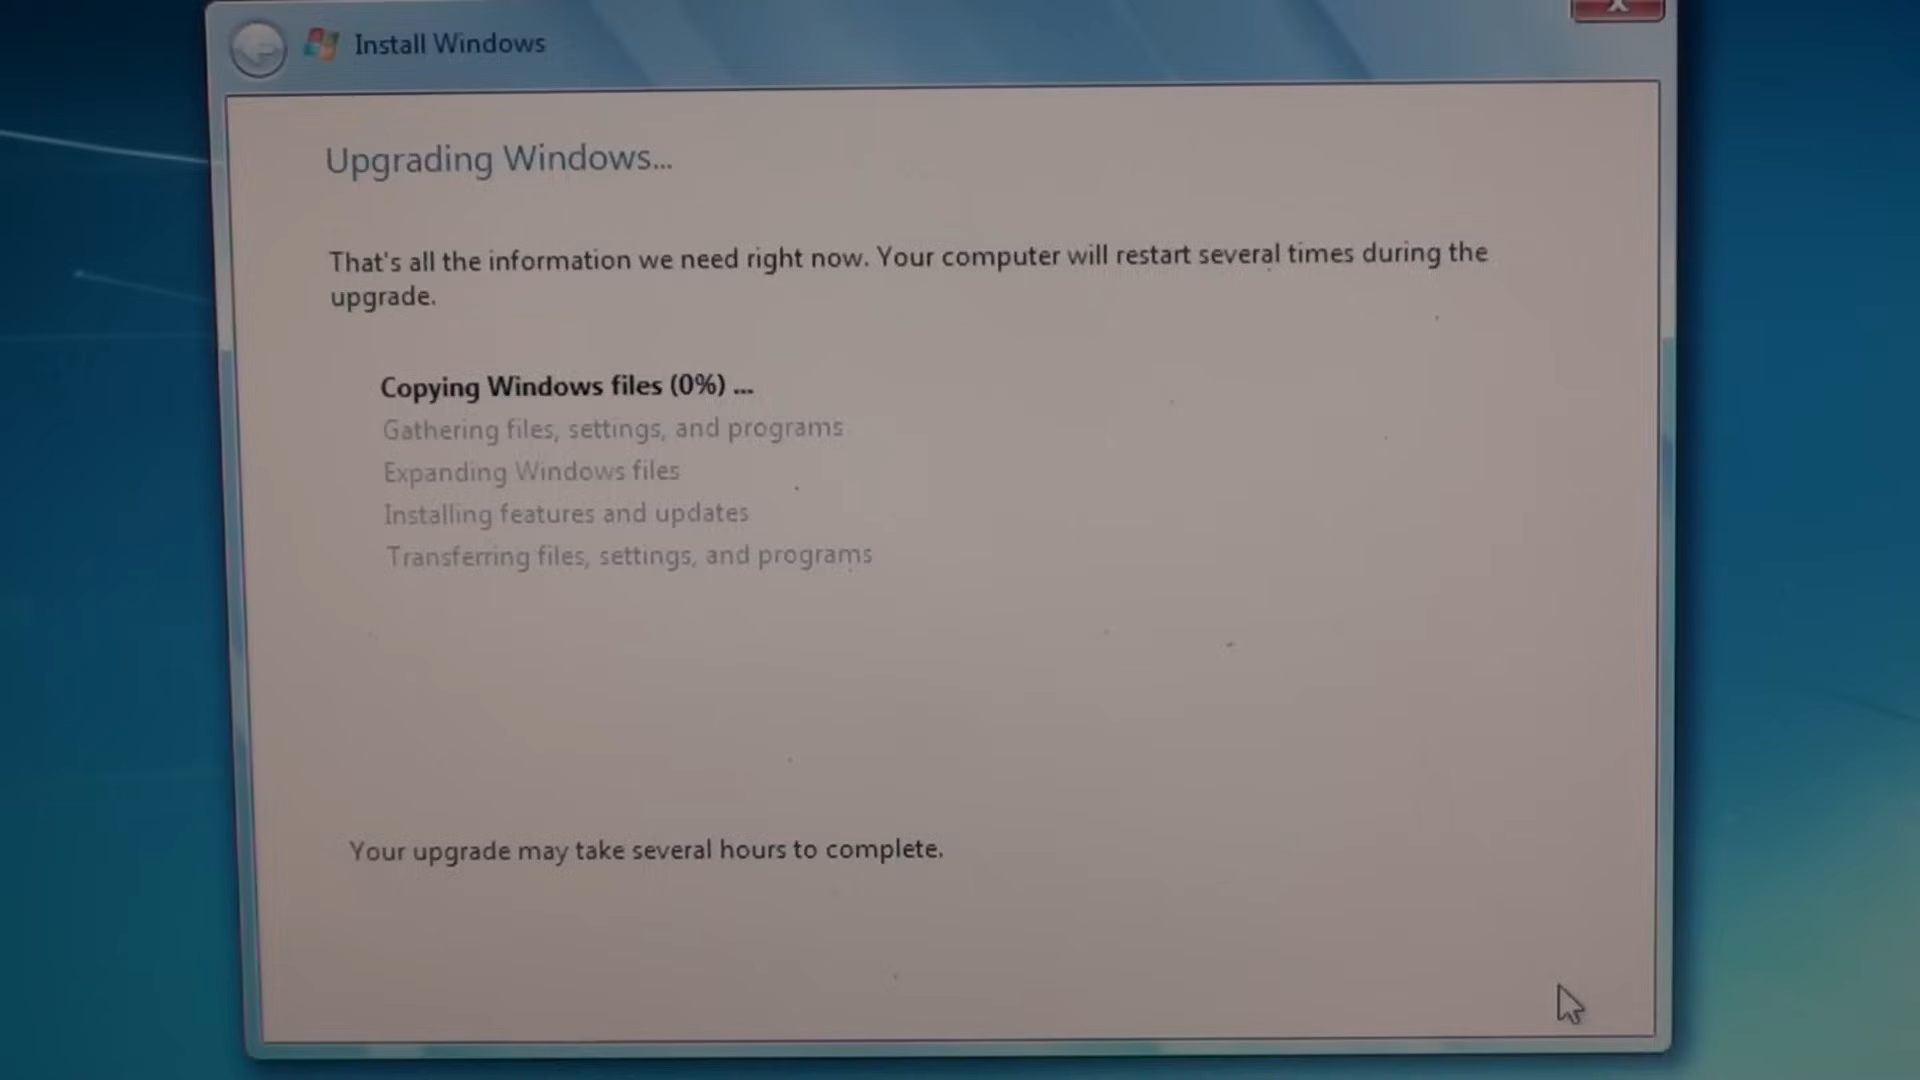 Install Windows
Upgrading Windows...
That's all the information we need right now. Your computer will restart several times during the
upgrade.
Copying Windows files (0%) ...
Gathering files, settings, and programs
Expanding Windows files
Installing features and updates
Transferring files, settings, and programs
Your upgrade may take several hours to complete.